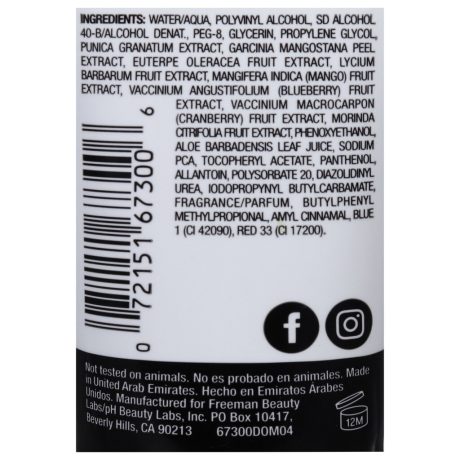 INGREDIENTS: WATER/AQUA, POLYVINYL ALCOHOL, SD ALCOHOL
40-B/ALCOHOL DENAT., PEG-8, GLYCERIN, PROPYLENE GLYCOL,
PUNICA GRANATUM EXTRACT, GARCINIA MANGOSTANA PEEL
EXTRACT, EUTERPE OLERACEA FRUIT EXTRACT, LYCIUM
BARBARUM FRUIT EXTRACT, MANGIFERA INDICA (MANGO) FRUIT
EXTRACT, VACCINIUM ANGUSTIFOLIUM (BLUEBERRY) FRUIT
EXTRACT, VACCINIUM MACROCARPON
(CRANBERRY) FRUIT EXTRACT, MORINDA
CITRIFOLIA FRUIT EXTRACT, PHENOXYETHANOL,
ALOE BARBADENSIS LEAF JUICE, SODIUM
PCA, TOCOPHERYL ACETATE, PANTHENOL,
ALLANTOIN, POLYSORBATE 20, DIAZOLIDINYL
UREA, IODOPROPYNYL BUTYLCARBAMATE,
FRAGRANCE/PARFUM, BUTYLPHENYL
METHYLPROPIONAL, AMYL CINNAMAL, BLUE
1 (CI 42090), RED 33 (CI 17200).
0 72151 67300 6
Not tested on animals. No es probado en animales. Made
in United Arab Emirates. Hecho en Emiratos Árabes
Unidos. Manufactured for Freeman Beauty
Labs/pH Beauty Labs, Inc. PO Box 10417,
Beverly Hills, CA 90213 67300DOM04
12M